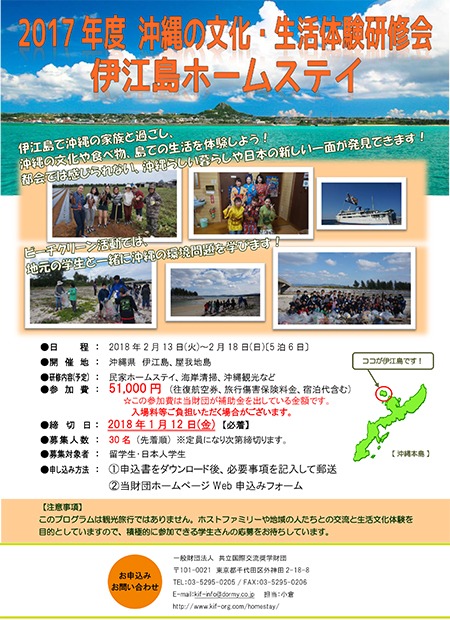 2017年度 沖縄の文化・生活体験研修会
伊江島ホームステイ
伊江島で沖縄の家族と過ごし、
沖縄の文化や食べ物、島での生活を体験しよう！
都会では感じられない、沖縄らしい暮らしや日本の新しい一面が発見できます！
ビーチクリーン活動では、
地元の学生と一緒に沖縄の環境問題を学びます！
●日　程　： 2018年2月13日(火)～2月18日(日)[5泊6日]
●開催地　： 沖縄県 伊江島、屋我地島
●研修内容(予定)　： 民家ホームステイ、海岸清掃、沖縄観光など
●参加費　： 51,000円 （往復航空券、旅行傷害保険料金、宿泊代含む）
☆この参加費は当財団が補助金を出している金額です。
入場料等ご負担いただく場合がございます。
●締切日　： 2018年1月12日(金) 【必着】
●募集人数　： 30名（先着順） ※定員になり次第締切ります。
●募集対象者　： 留学生・日本人学生
●申し込み方法　： ①申込書をダウンロード後、必要事項を記入して郵送
②当財団ホームページ Web申込みフォーム
ココが伊江島です！
【 沖縄本島 】
【注意事項】
このプログラムは観光旅行ではありません。ホストファミリーや地域の人たちとの交流と生活文化体験を
目的としていますので、積極的に参加できる学生さんの応募をお待ちしています。
お申込み
お問い合わせ
一般財団法人 共立国際交流奨学財団
〒101-0021 東京都千代田区外神田2-18-8
TEL:03-5295-0205 / FAX:03-5295-0206
E-mail:kif-info@dormy.co.jp 担当:小倉
http://www.kif-org.com/homestay/